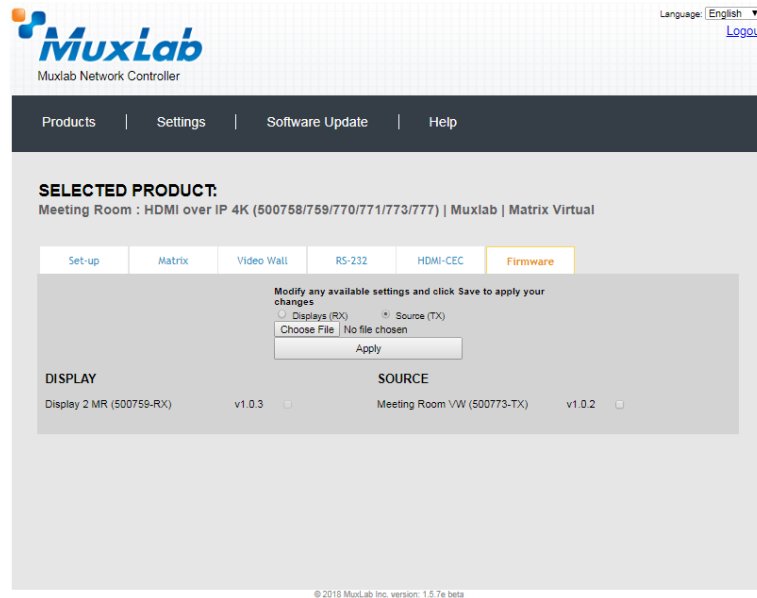 Language: English
Logou
MuxLab
Muxlab Network Controller
Products | Settings | Software Update | Help
SELECTED PRODUCT:
Meeting Room : HDMI over IP 4K (500758/759/770/771/773/777) | Muxlab | Matrix Virtual
Set-up Matrix Video Wall RS-232 HDMI-CEC Firmware
Modify any available settings and click Save to apply your
changes
Displays (RX) Source (TX)
Choose File No file chosen
Apply
DISPLAY SOURCE
Display 2 MR (500759-RX) v1.0.3 Meeting Room VW (500773-TX) v1.0.2
© 2018 MuxLab Inc. version: 1.5.7e beta